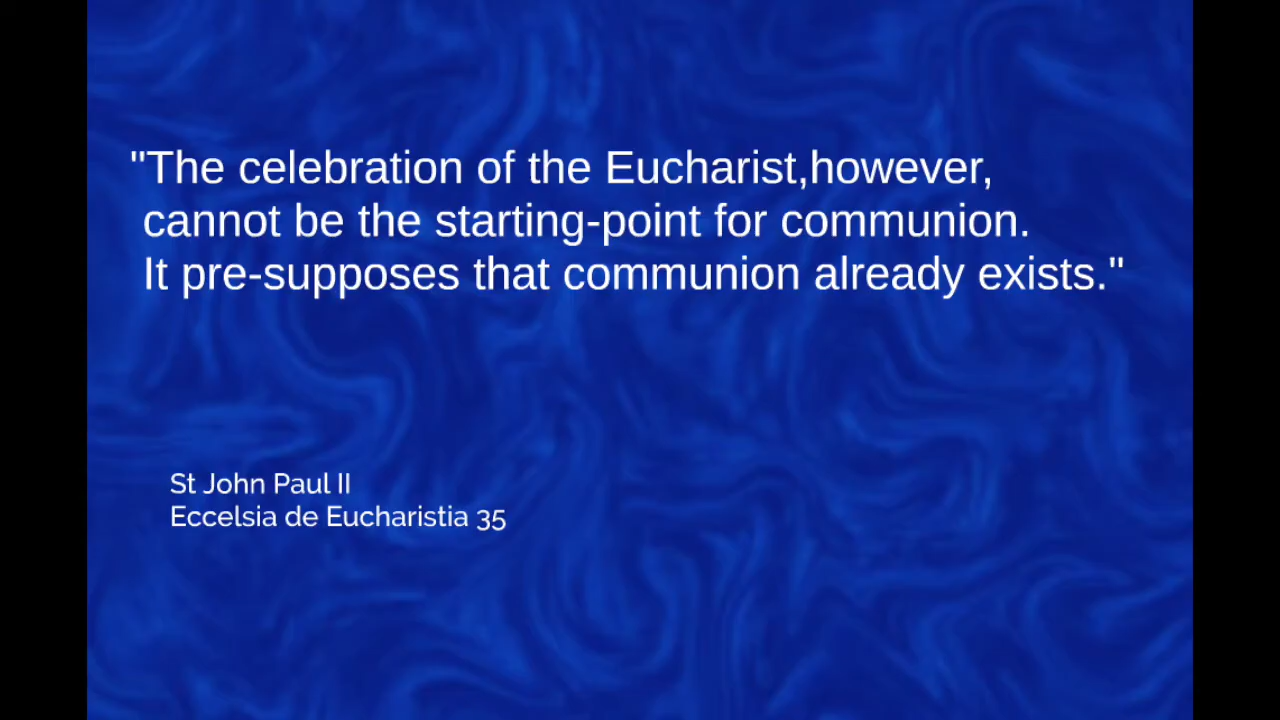 "The celebration of the Eucharist,however,
cannot be the starting-point for communion.
It pre-supposes that communion already exists."
St John Paul II
Eccelsia de Eucharistia 35